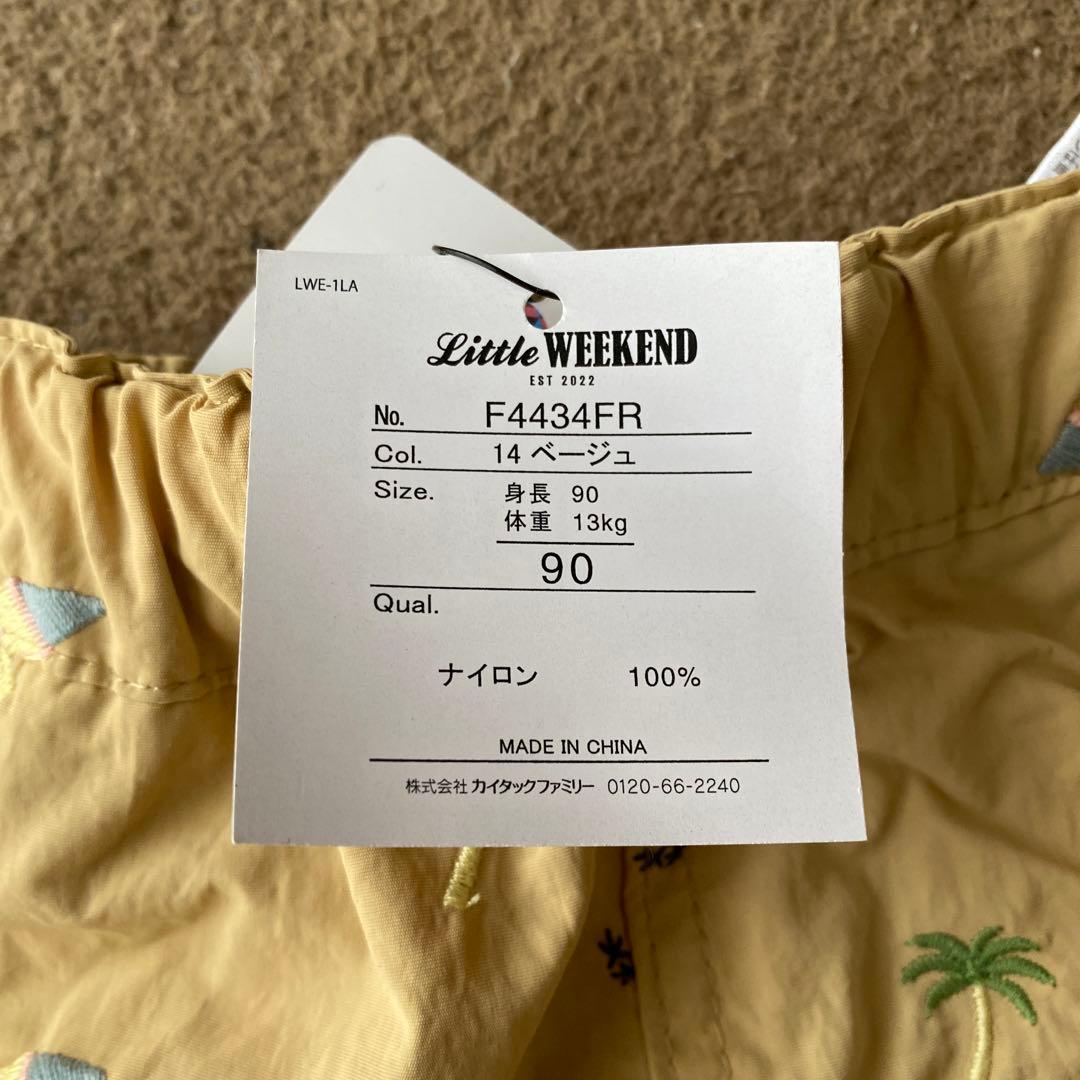 LWE-1LA
Little WEEKEND
EST 2022
No. F4434FR
Col. 14 ベージュ
Size. 身長 90
体重 13kg
90
Qual.
ナイロン 100%
MADE IN CHINA
株式会社 カイタックファミリー 0120-66-2240